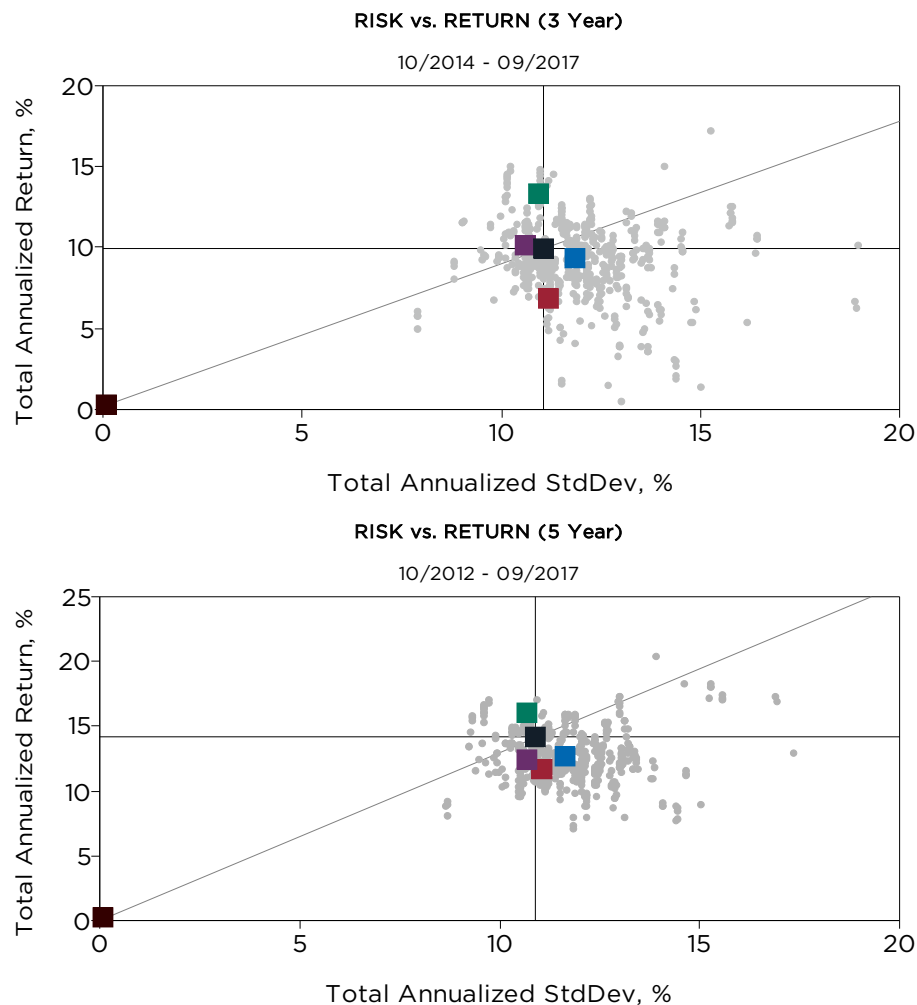 RISK vs. RETURN (3 Year)
10/2014 - 09/2017
Total Annualized Return, %
20
15
10
5
0
0 5 10 15 20
Total Annualized StdDev, %
RISK vs. RETURN (5 Year)
10/2012 - 09/2017
Total Annualized Return, %
25
20
15
10
5
0
0 5 10 15 20
Total Annualized StdDev, %